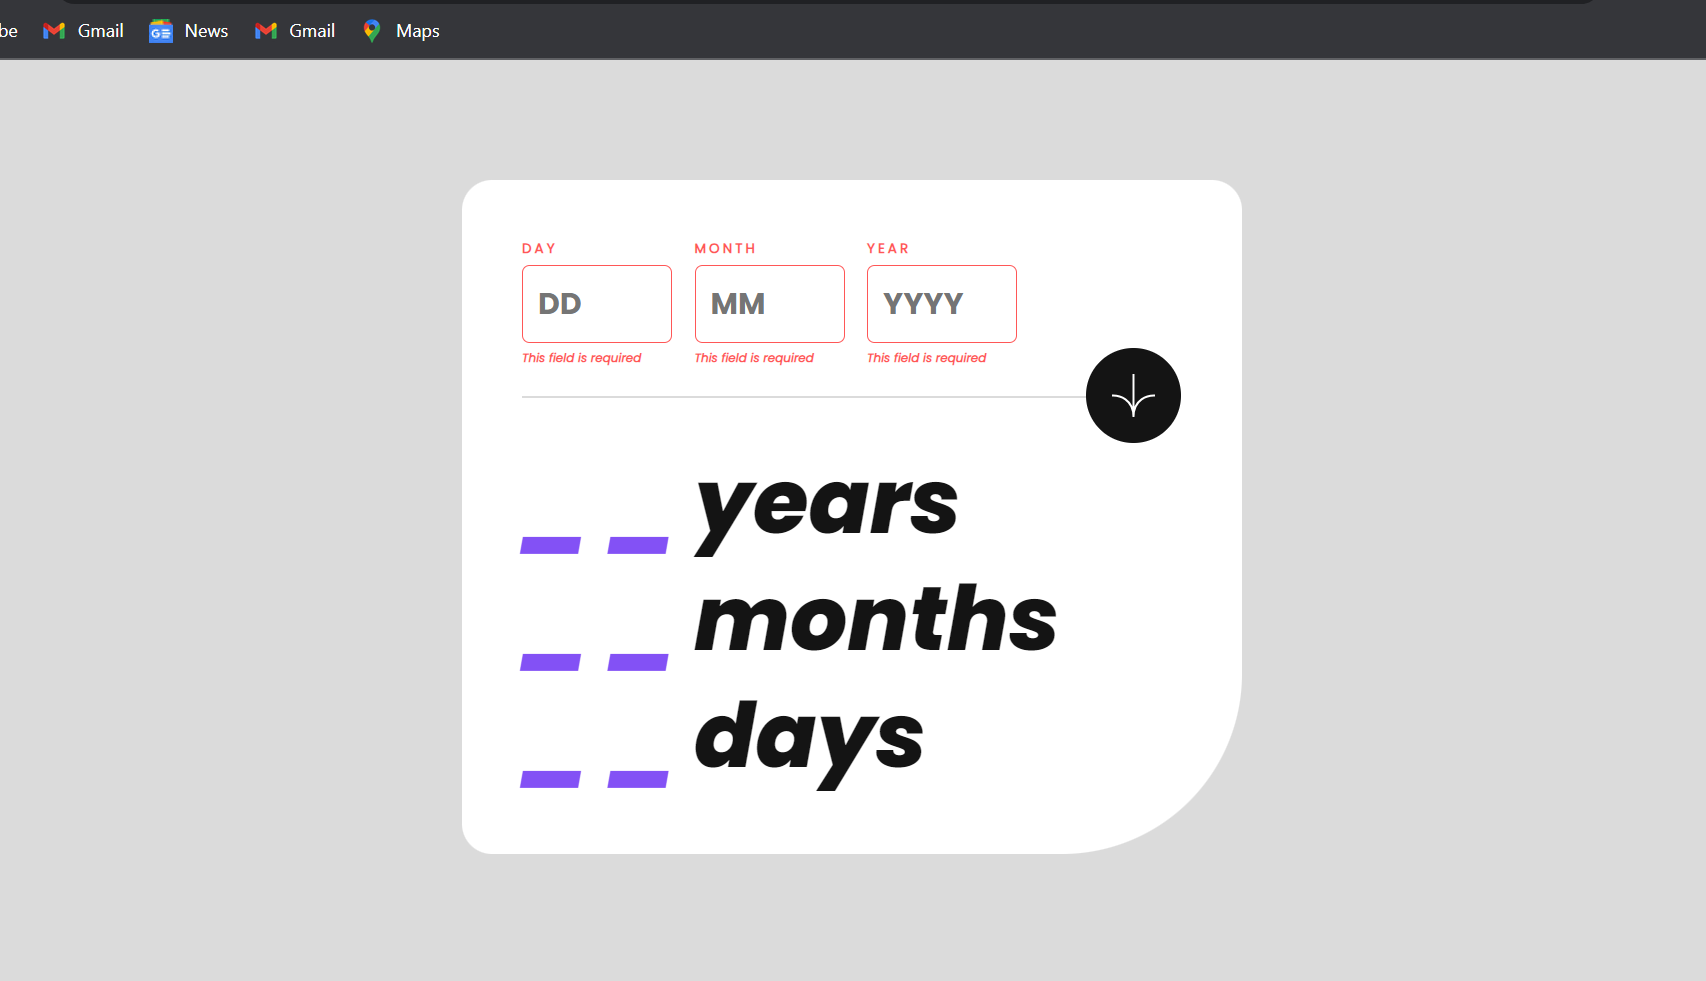 be Gmail News Gmail Maps
DAY MONTH YEAR
DD MM YYYY
This field is required This field is required This field is required
_ _ years
_ _ months
_ _ days